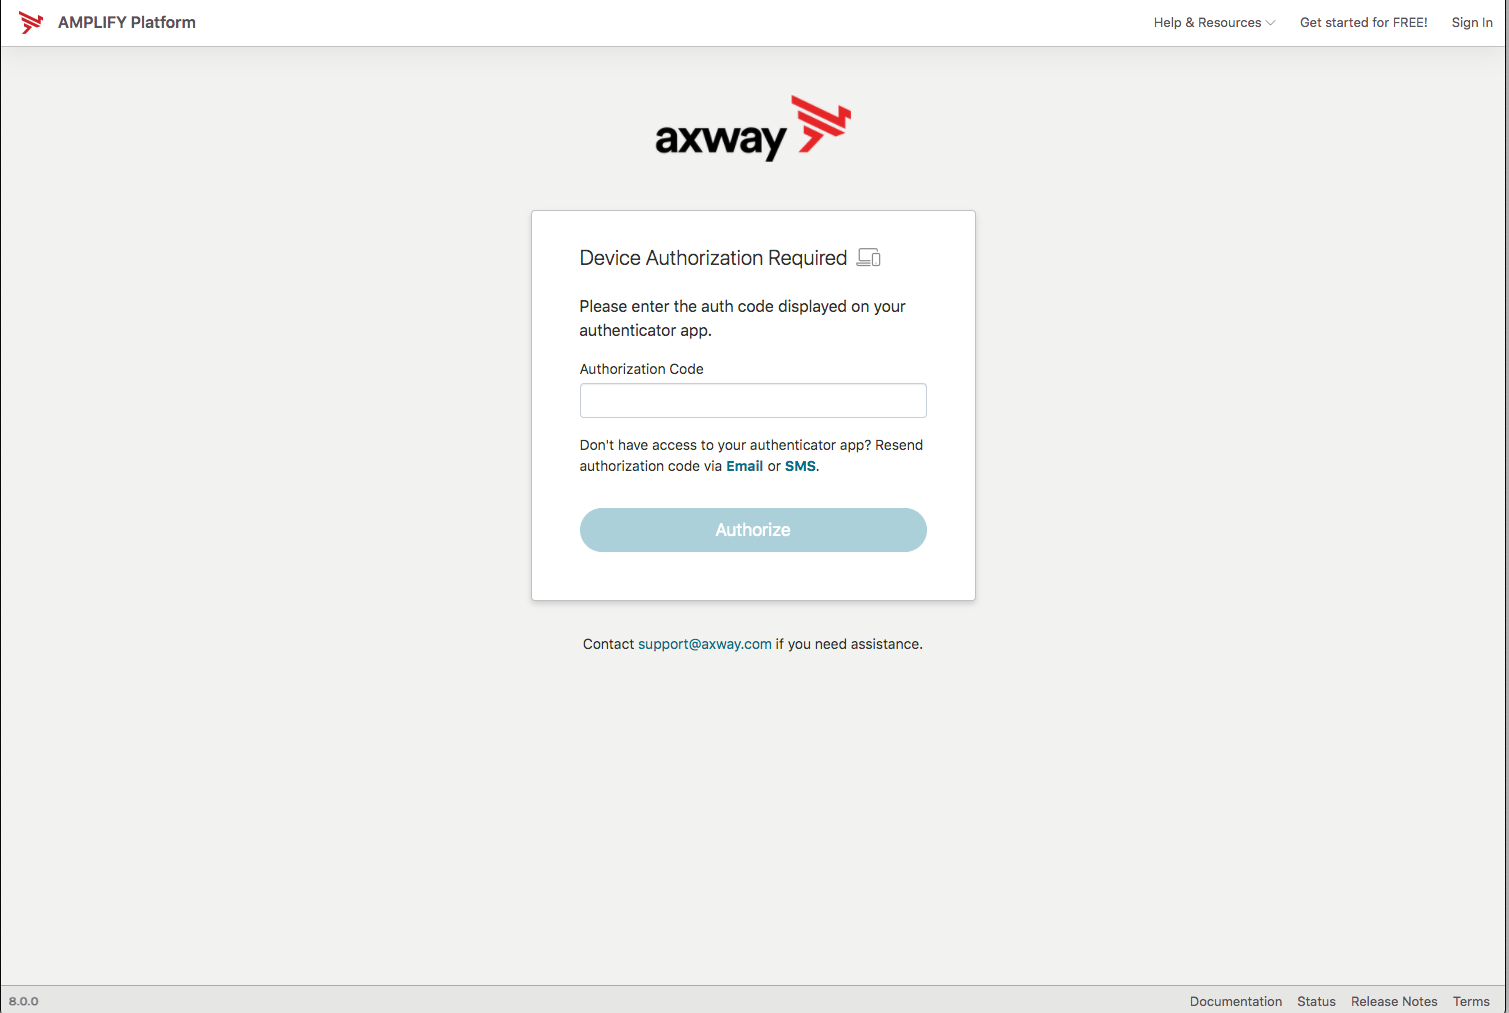 AMPLIFY Platform
Help & Resources
Get started for FREE!
Sign In
axway
Device Authorization Required
Please enter the auth code displayed on your
authenticator app.
Authorization Code
Don't have access to your authenticator app? Resend
authorization code via Email or SMS.
Authorize
Contact support@axway.com if you need assistance.
8.0.0
Documentation
Status
Release Notes
Terms